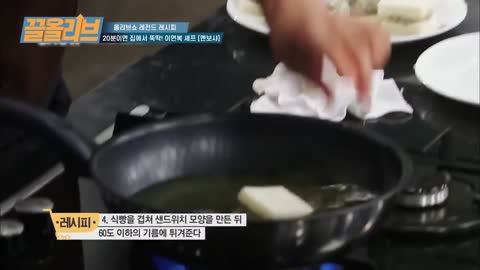 끌올리브
올리브쇼 레전드 레시피
20분이면 집에서 뚝딱! 이연복 셰프 [멘보샤]
레시피
4. 식빵을 겹쳐 샌드위치 모양을 만든 뒤
60도 이하의 기름에 튀겨준다